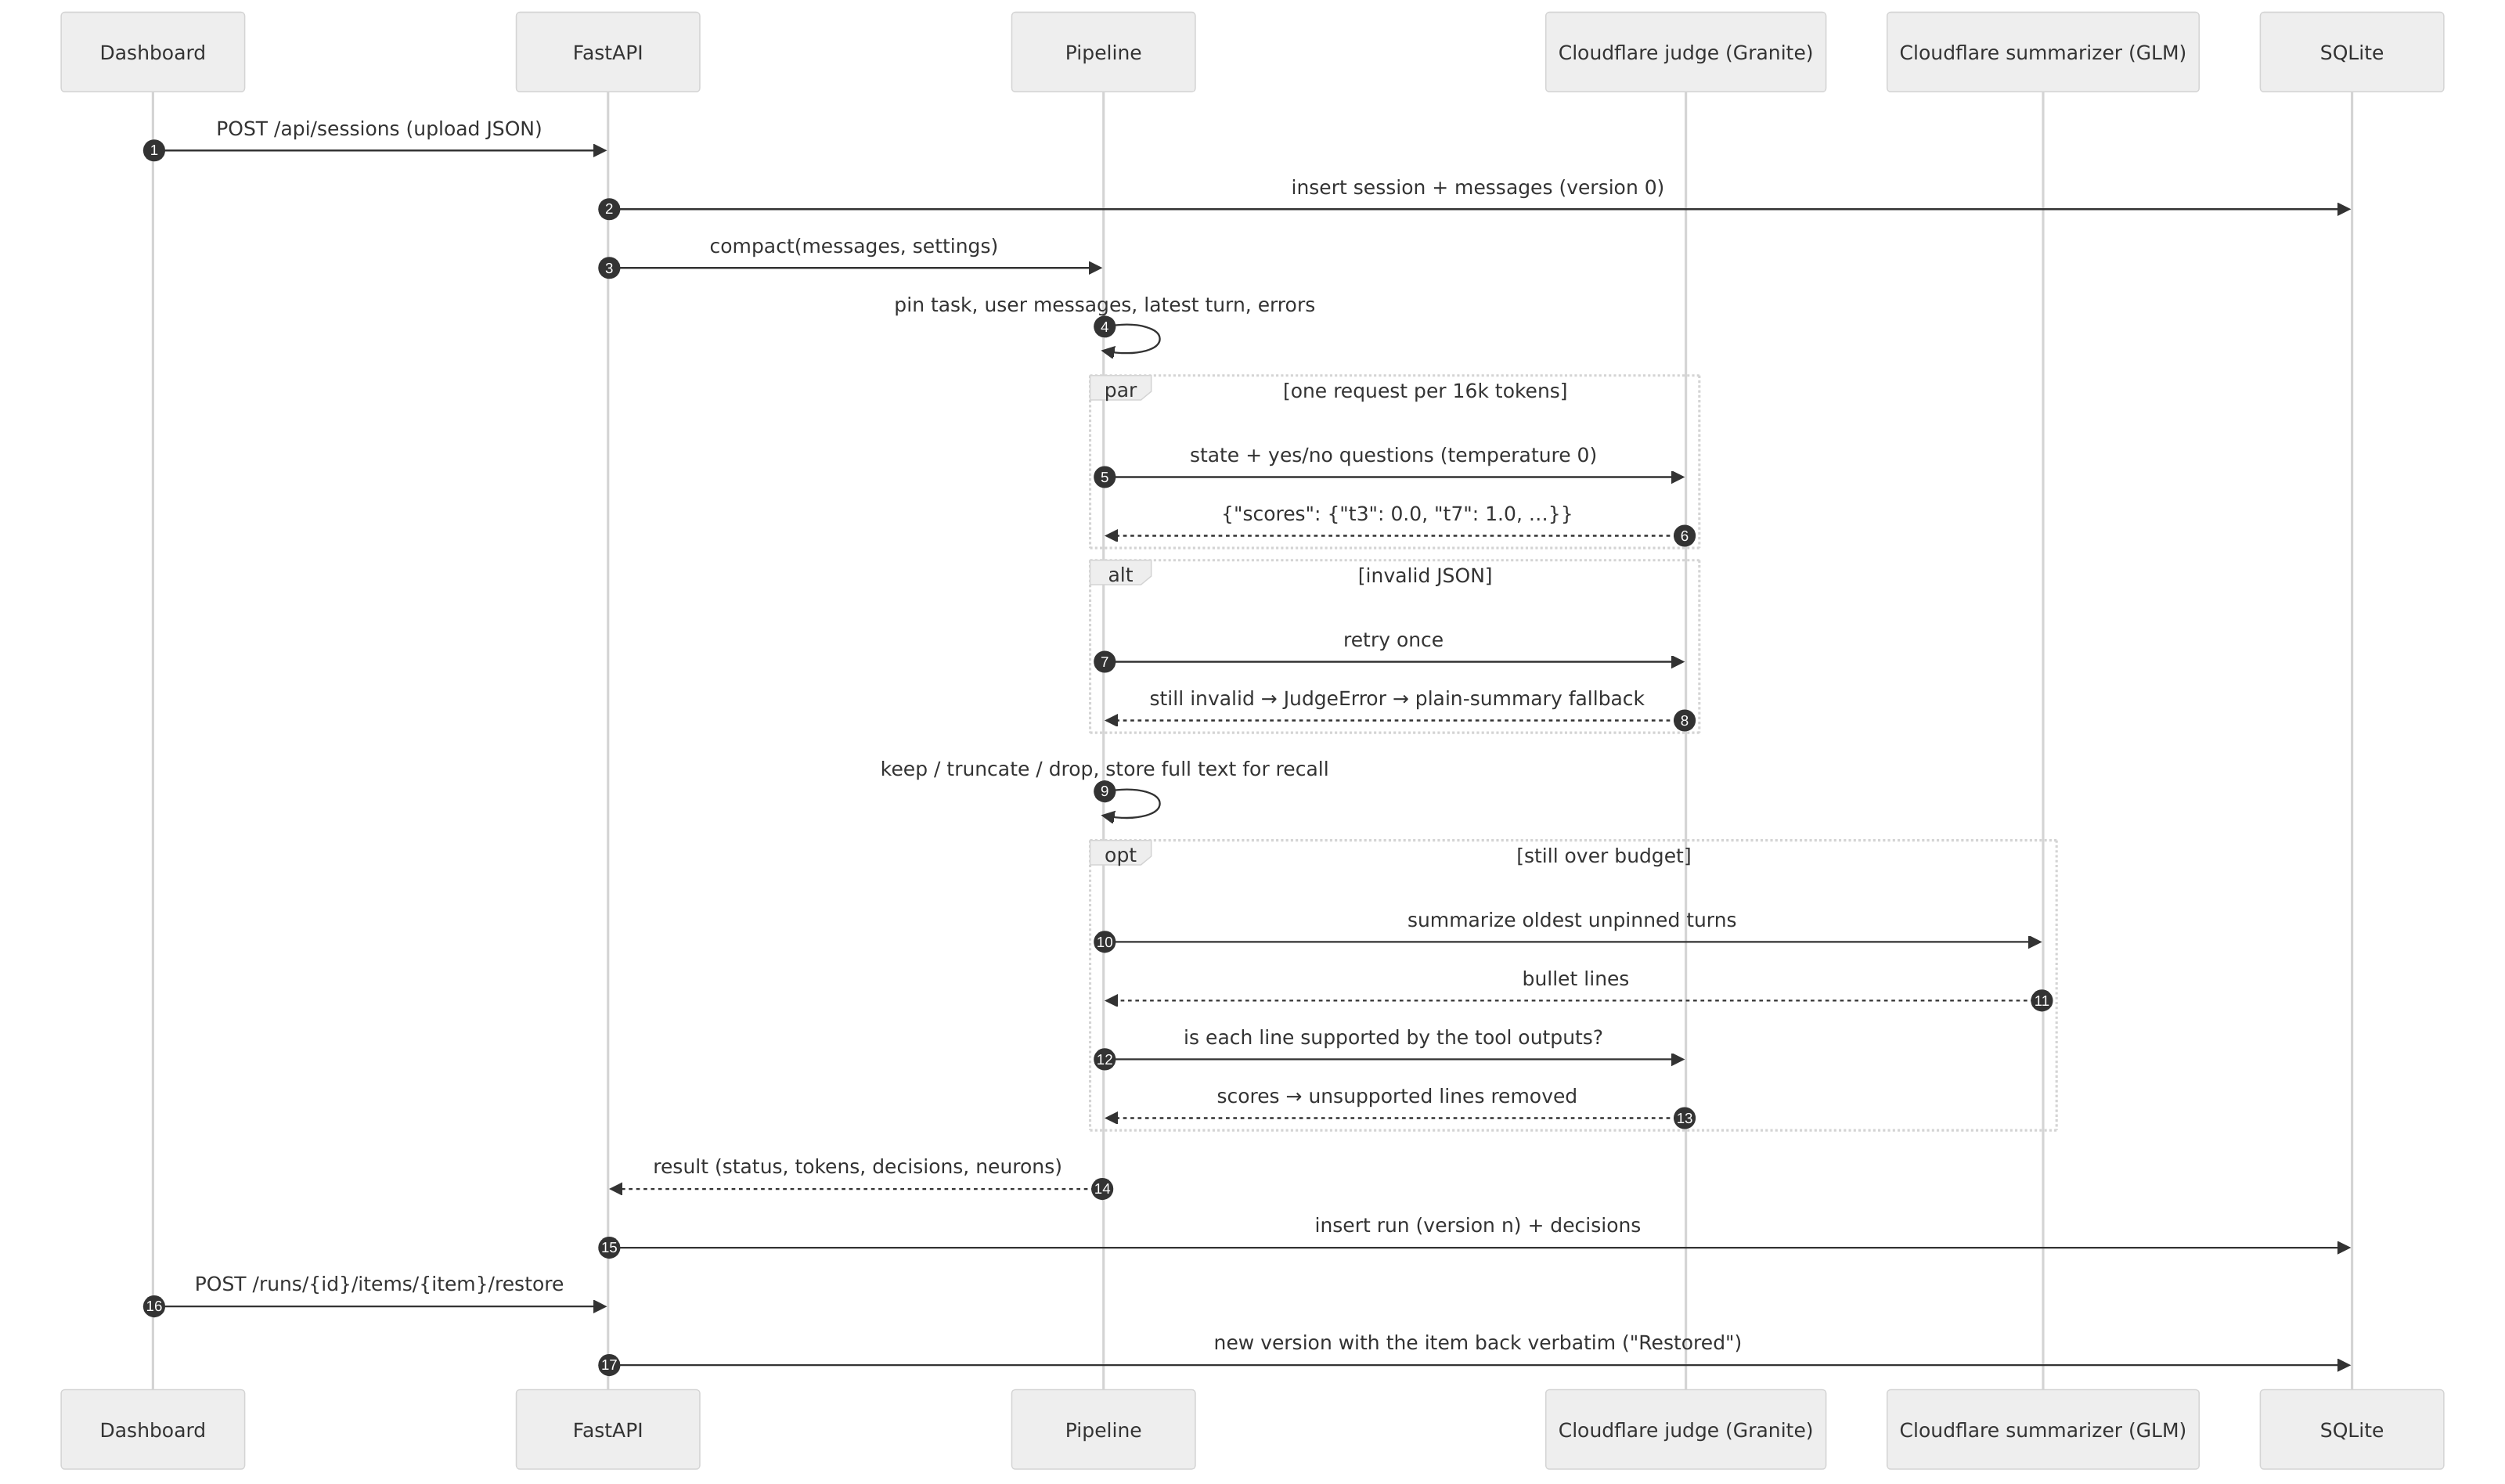 Dashboard
FastAPI
Pipeline
Cloudflare judge (Granite)
Cloudflare summarizer (GLM)
SQLite
POST /api/sessions (upload JSON)
1
insert session + messages (version 0)
2
compact(messages, settings)
3
pin task, user messages, latest turn, errors
4
par
[one request per 16k tokens]
state + yes/no questions (temperature 0)
5
{"scores": {"t3": 0.0, "t7": 1.0, ...}}
6
alt
[invalid JSON]
retry once
7
still invalid → JudgeError → plain-summary fallback
8
keep / truncate / drop, store full text for recall
9
opt
[still over budget]
summarize oldest unpinned turns
10
bullet lines
11
is each line supported by the tool outputs?
12
scores → unsupported lines removed
13
result (status, tokens, decisions, neurons)
14
insert run (version n) + decisions
15
POST /runs/{id}/items/{item}/restore
16
new version with the item back verbatim ("Restored")
17
Dashboard
FastAPI
Pipeline
Cloudflare judge (Granite)
Cloudflare summarizer (GLM)
SQLite